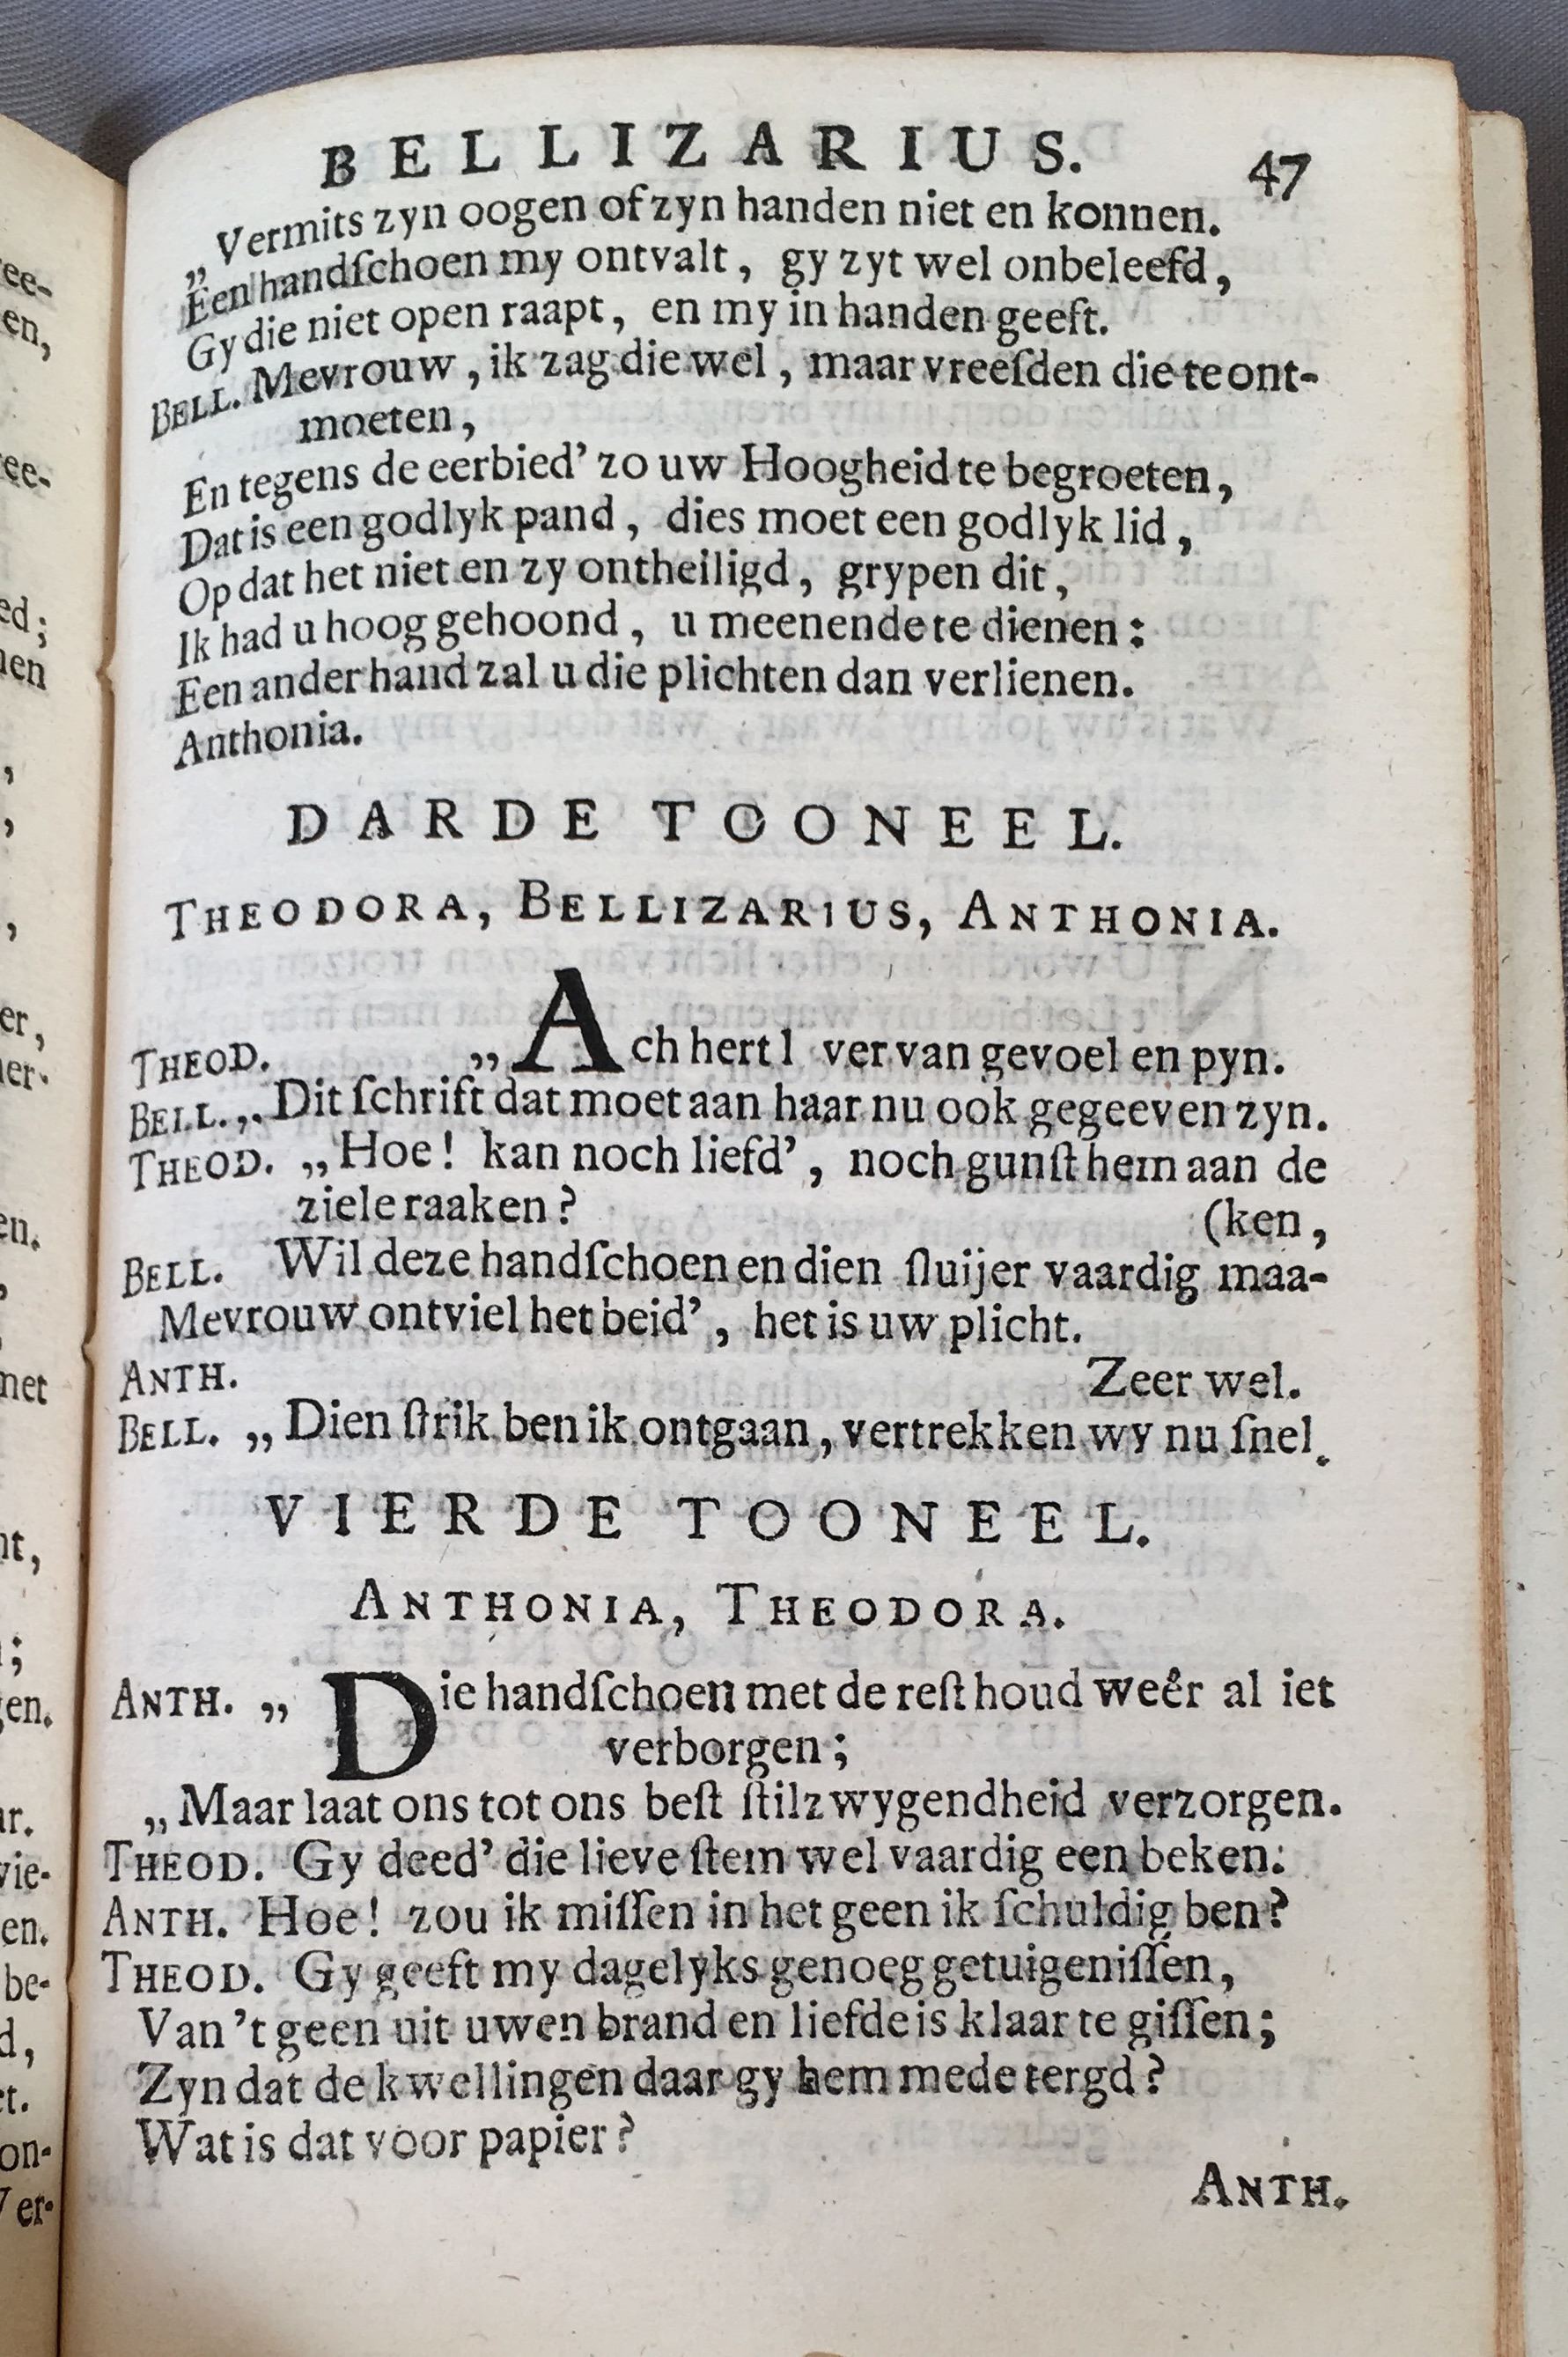 BELLIZARIUS. 47
„Vermits zyn oogen of zyn handen niet en konnen.
Een handſchoen my ontvalt, gy zyt wel onbeleefd,
Gy die niet open raapt, en my in handen geeft.
BELL. Mevrouw, ik zag die wel, maar vreeſden die te ont-
moeten,
En tegens de eerbied' zo uw Hoogheid te begroeten,
Dat is een godlyk pand, dies moet een godlyk lid,
Op dat het niet en zy ontheiligd, grypen dit,
Ik had u hoog gehoond, u meenende te dienen:
Een ander hand zal u die plichten dan verlienen.
Anthonia.
DARDE TOONEEL.
THEODORA, BELLIZARIUS, ANTHONIA.
THEOD. „Ach hert l ver van gevoel en pyn.
BELL. „Dit ſchrift dat moet aan haar nu ook gegeeven zyn.
THEOD. „Hoe! kan noch liefd', noch gunſt hem aan de
ziele raaken? (ken,
BELL. Wil deze handſchoen en dien ſluijer vaardig maa-
Mevrouw ontviel het beid', het is uw plicht.
ANTH. Zeer wel.
BELL. „Dien ſtrik ben ik ontgaan, vertrekken wy nu ſnel.
VIERDE TOONEEL.
ANTHONIA, THEODORA.
ANTH. „Die handſchoen met de reſt houd weêr al iet
verborgen;
„Maar laat ons tot ons beſt ſtilzwygendheid verzorgen.
THEOD. Gy deed' die lieve ſtem wel vaardig een beken.
ANTH. Hoe! zou ik miſſen in het geen ik ſchuldig ben?
THEOD. Gy geeft my dagelyks genoeg getuigeniſſen,
Van 't geen uit uwen brand en liefde is klaar te giſſen;
Zyn dat de kwellingen daar gy hem mede tergd?
Wat is dat voor papier?
ANTH.